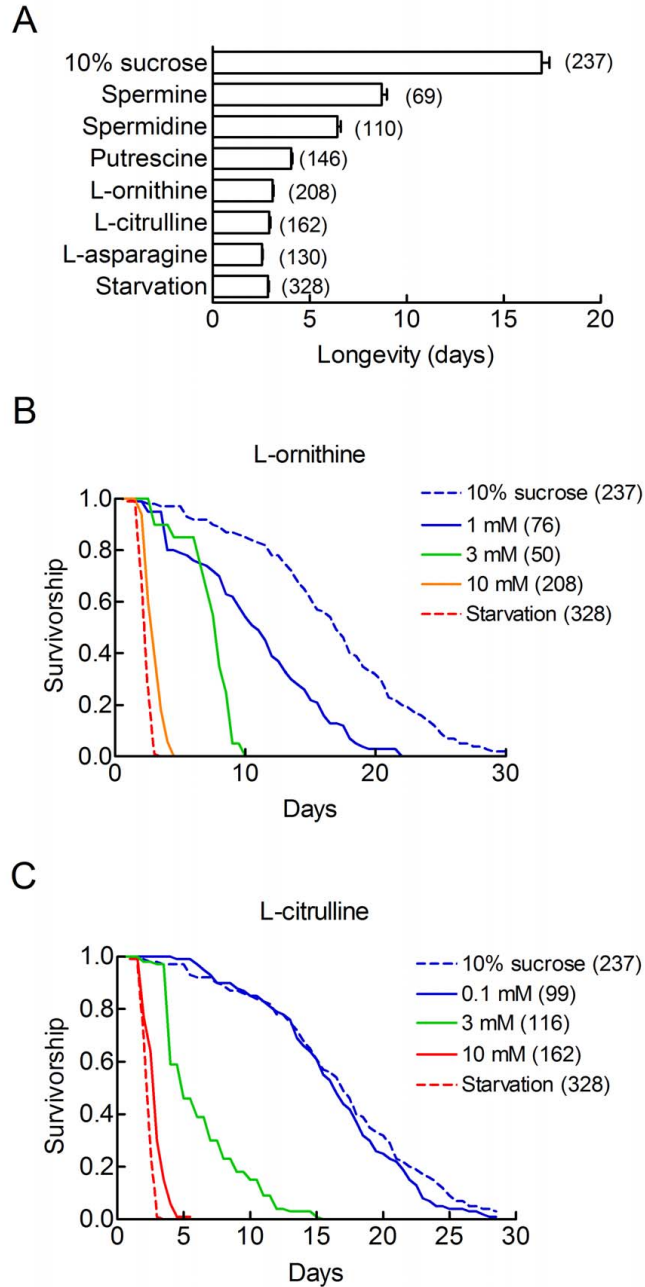 A
10% sucrose (237)
Spermine (69)
Spermidine (110)
Putrescine (146)
L-ornithine (208)
L-citrulline (162)
L-asparagine (130)
Starvation (328)
0 5 10 15 20
Longevity (days)
B
L-ornithine
Survivorship
1.0
0.8
0.6
0.4
0.2
0.0
0 10 20 30
Days
10% sucrose (237)
1 mM (76)
3 mM (50)
10 mM (208)
Starvation (328)
C
L-citrulline
Survivorship
1.0
0.8
0.6
0.4
0.2
0.0
0 5 10 15 20 25 30
Days
10% sucrose (237)
0.1 mM (99)
3 mM (116)
10 mM (162)
Starvation (328)